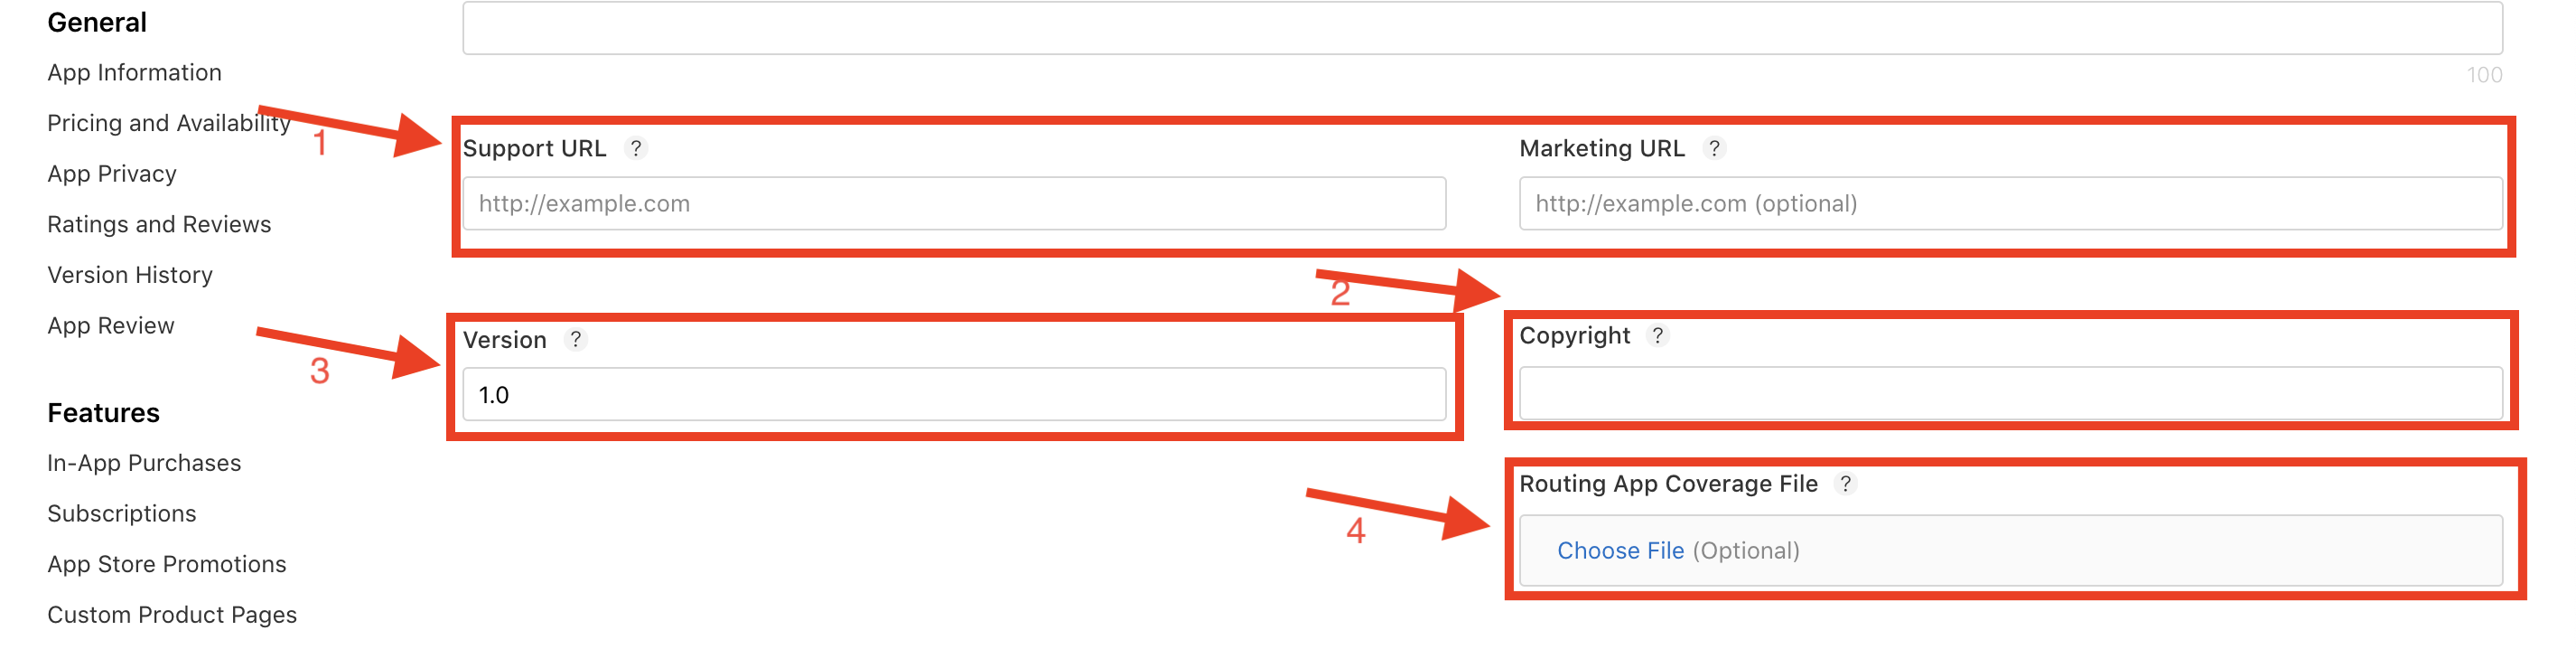 General
App Information
Pricing and Availability
App Privacy
Ratings and Reviews
Version History
App Review
Features
In-App Purchases
Subscriptions
App Store Promotions
Custom Product Pages
100
1
Support URL ?
http://example.com
Marketing URL ?
http://example.com (optional)
2
3
Version ?
1.0
Copyright ?
4
Routing App Coverage File ?
Choose File (Optional)